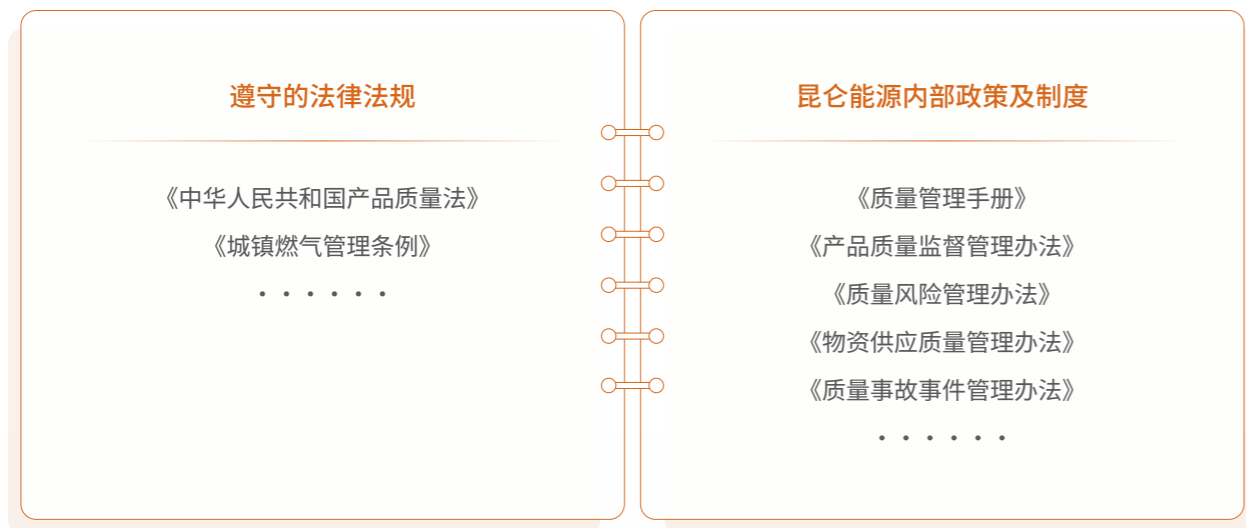 遵守的法律法规
《中华人民共和国产品质量法》
《城镇燃气管理条例》
······
昆仑能源内部政策及制度
《质量管理手册》
《产品质量监督管理办法》
《质量风险管理办法》
《物资供应质量管理办法》
《质量事故事件管理办法》
······